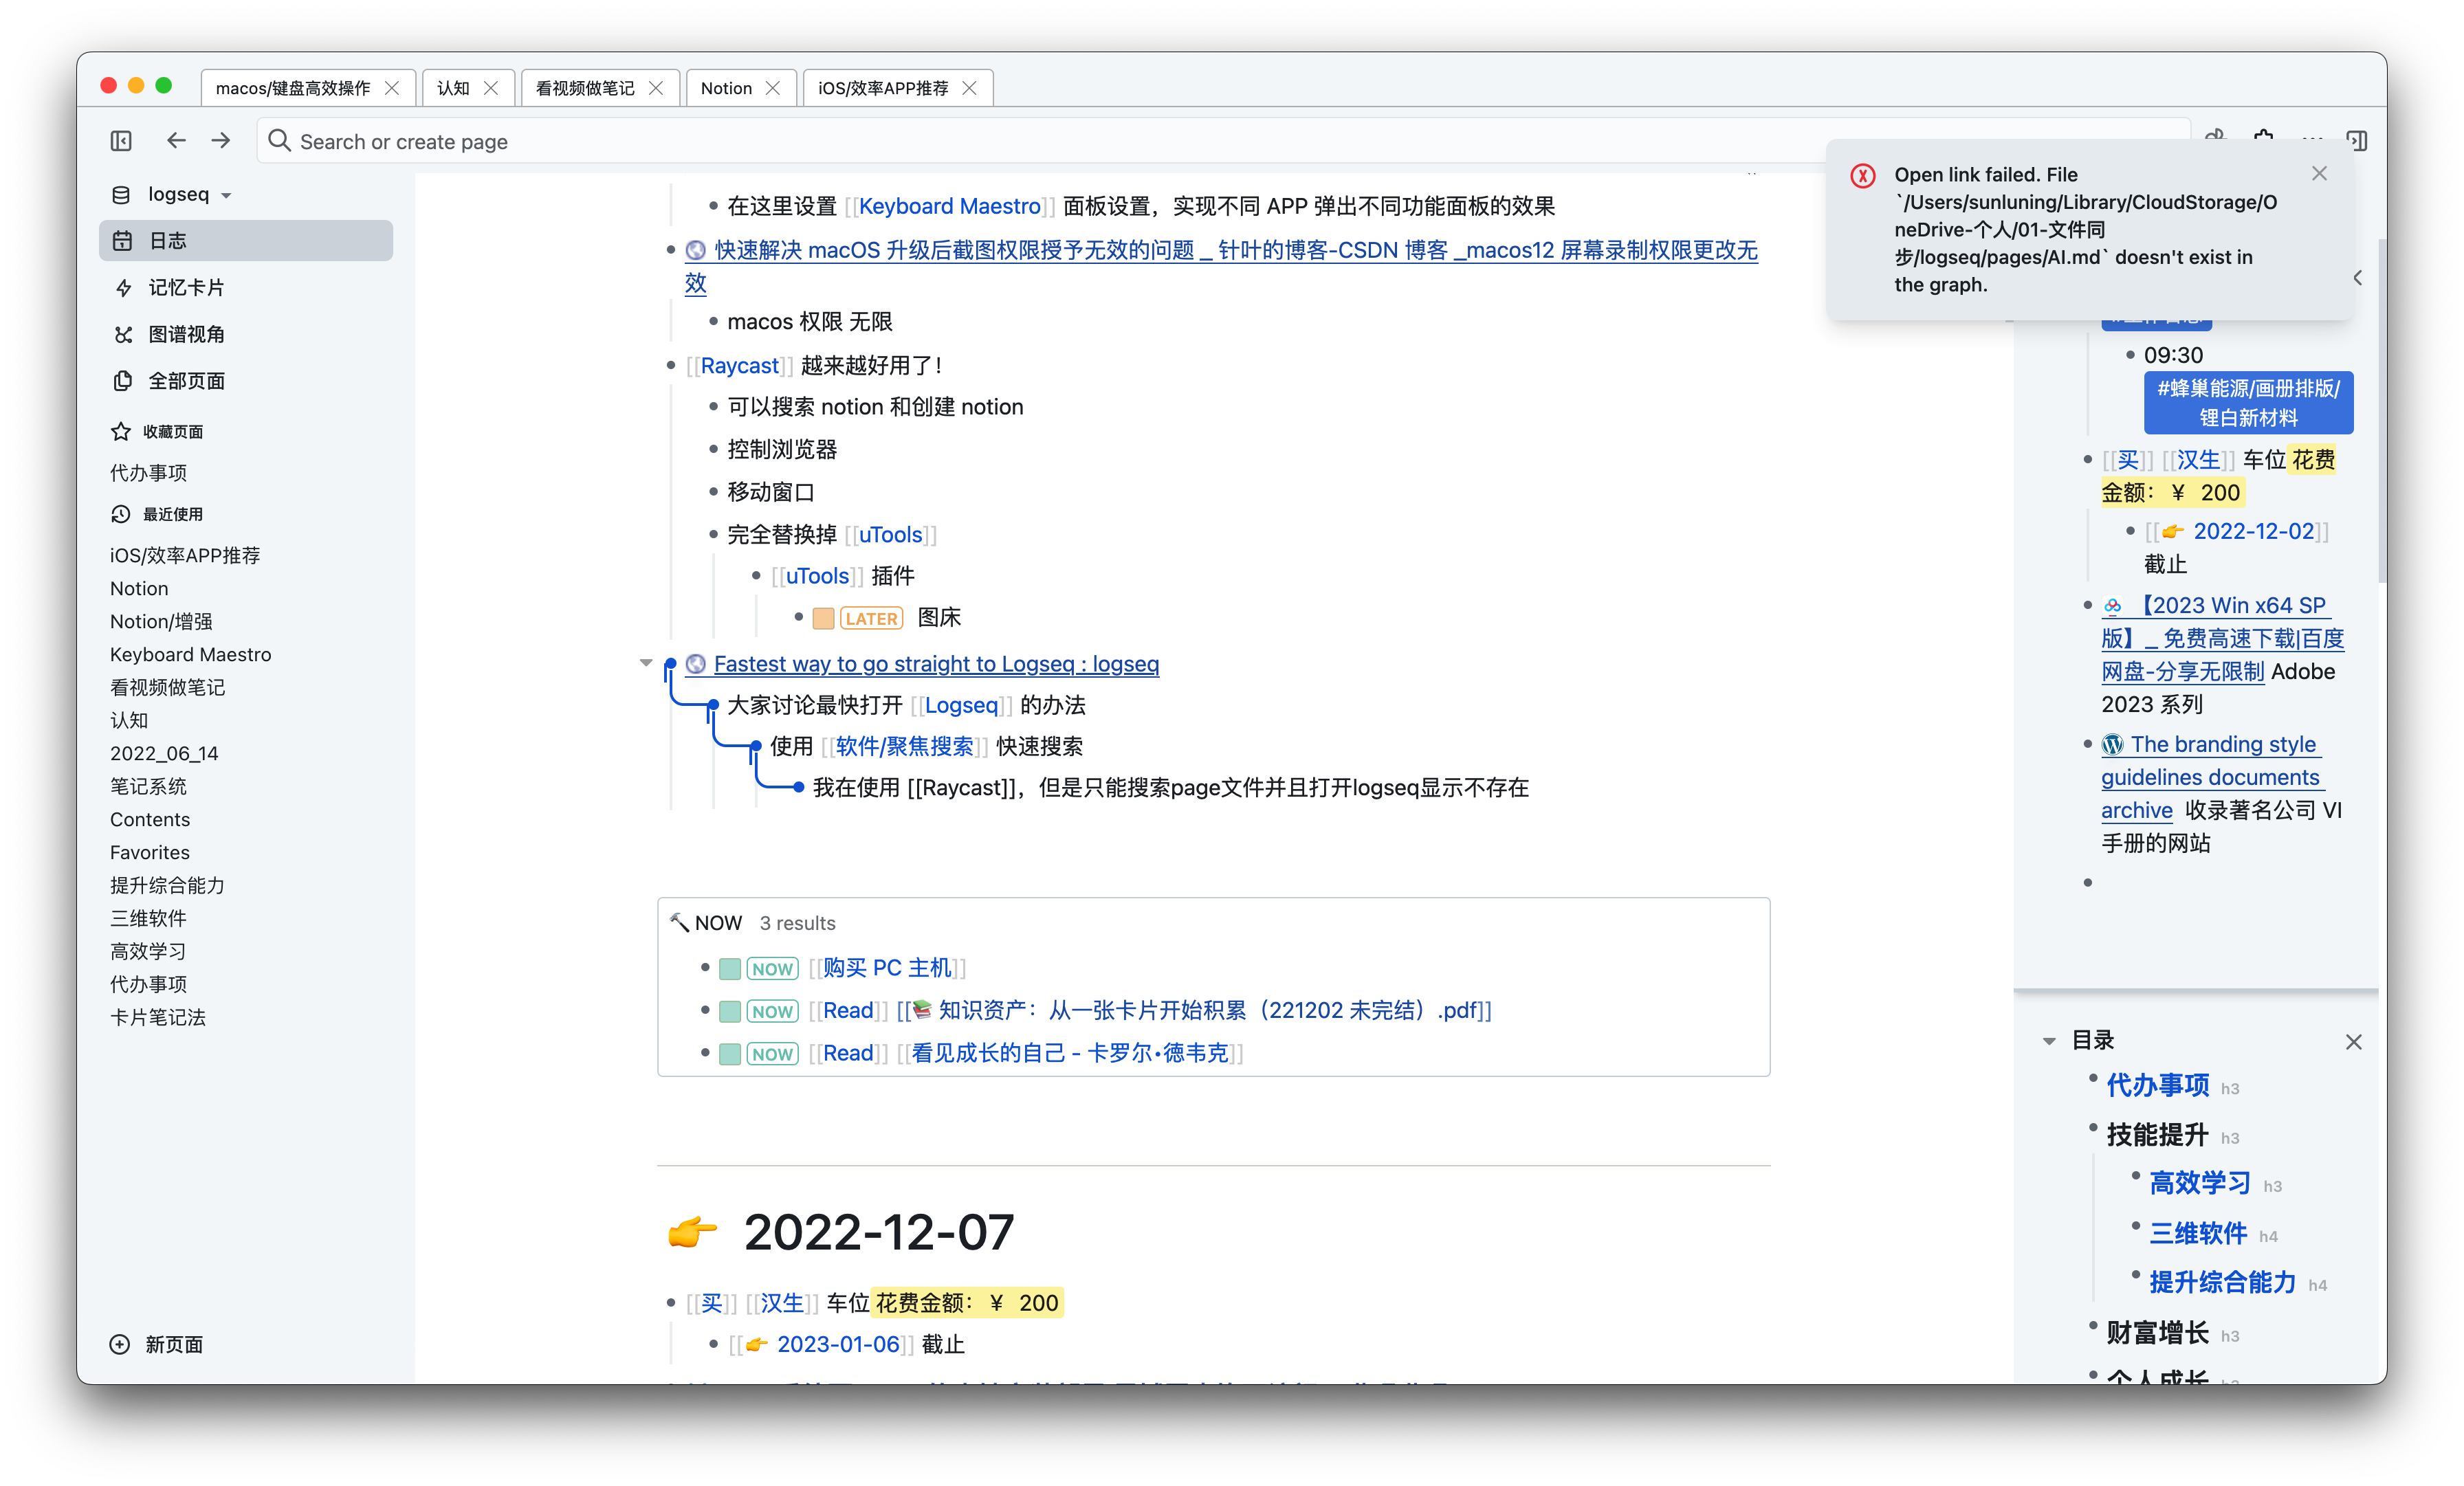 macos/键盘高效操作
认知
看视频做笔记
Notion
iOS/效率APP推荐
Search or create page
logseq
日志
记忆卡片
图谱视角
全部页面
收藏页面
代办事项
最近使用
iOS/效率APP推荐
Notion
Notion/增强
Keyboard Maestro
看视频做笔记
认知
2022_06_14
笔记系统
Contents
Favorites
提升综合能力
三维软件
高效学习
代办事项
卡片笔记法
新页面
在这里设置 [[Keyboard Maestro]] 面板设置，实现不同 APP 弹出不同功能面板的效果
快速解决 macOS 升级后截图权限授予无效的问题 _ 针叶的博客-CSDN 博客 _macos12 屏幕录制权限更改无
效
macos 权限 无限
[[Raycast]] 越来越好用了！
可以搜索 notion 和创建 notion
控制浏览器
移动窗口
完全替换掉 [[uTools]]
[[uTools]] 插件
LATER 图床
Fastest way to go straight to Logseq : logseq
大家讨论最快打开 [[Logseq]] 的办法
使用 [[软件/聚焦搜索]] 快速搜索
我在使用 [[Raycast]]，但是只能搜索page文件并且打开logseq显示不存在
🔨 NOW 3 results
NOW [[购买 PC 主机]]
NOW [[Read]] [[📚 知识资产：从一张卡片开始积累（221202 未完结）.pdf]]
NOW [[Read]] [[看见成长的自己 - 卡罗尔•德韦克]]
👉 2022-12-07
[[买]] [[汉生]] 车位 花费金额：￥ 200
[[👉 2023-01-06]] 截止
Open link failed. File
`/Users/sunluning/Library/CloudStorage/O
neDrive-个人/01-文件同
步/logseq/pages/AI.md` doesn't exist in
the graph.
09:30
#蜂巢能源/画册排版/
锂白新材料
[[买]] [[汉生]] 车位 花费
金额：￥ 200
[[👉 2022-12-02]]
截止
【2023 Win x64 SP
版】_ 免费高速下载|百度
网盘-分享无限制 Adobe
2023 系列
The branding style
guidelines documents
archive 收录著名公司 VI
手册的网站
目录
代办事项 h3
技能提升 h3
高效学习 h3
三维软件 h4
提升综合能力 h4
财富增长 h3
个人成长